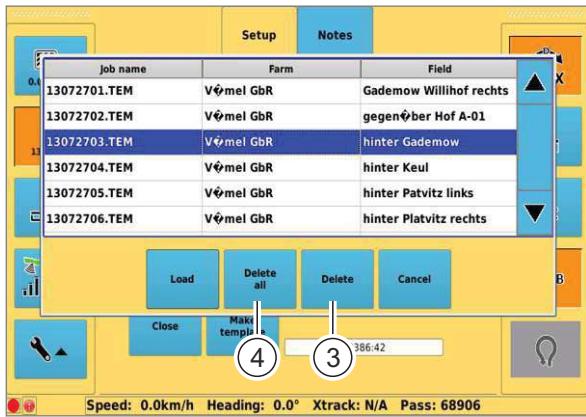 Setup Notes
Job name Farm Field
13072701.TEM V�mel GbR Gademow Willihof rechts
13072702.TEM V�mel GbR gegen�ber Hof A-01
13072703.TEM V�mel GbR hinter Gademow
13072704.TEM V�mel GbR hinter Keul
13072705.TEM V�mel GbR hinter Patvitz links
13072706.TEM V�mel GbR hinter Platvitz rechts
Load Delete all Delete Cancel
Close Make template
4 3 386:42
Speed: 0.0km/h Heading: 0.0° Xtrack: N/A Pass: 68906